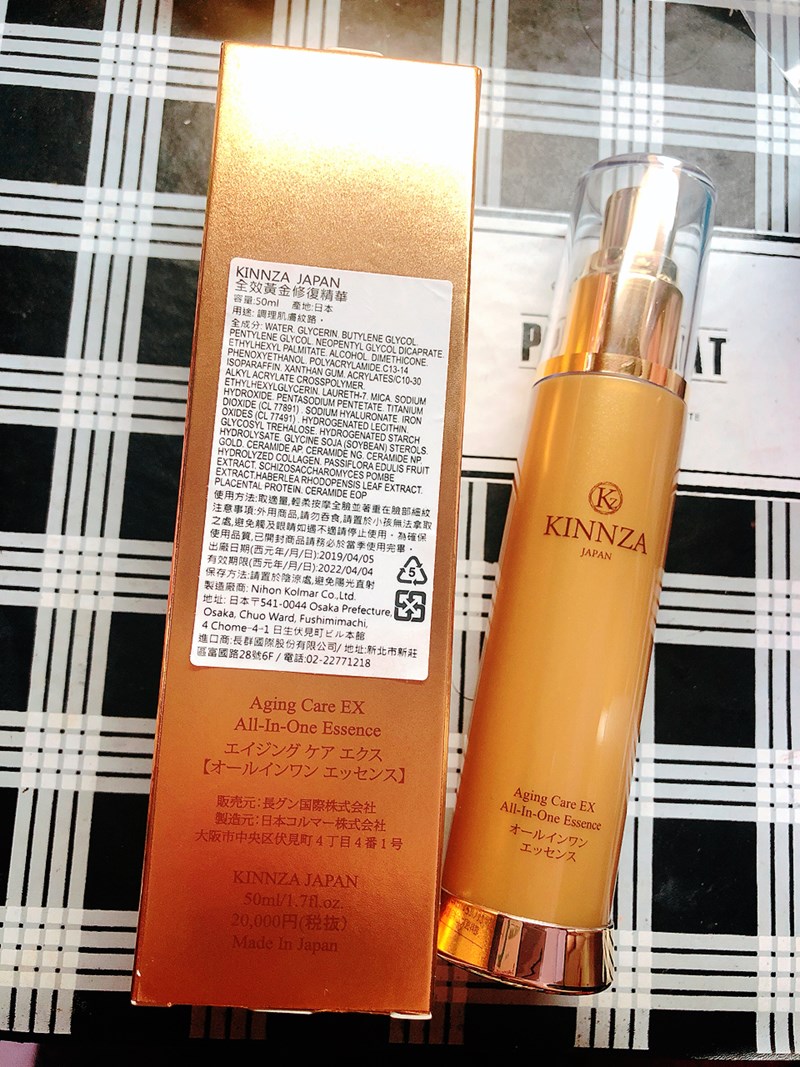 KINNZA JAPAN
全效黃金修復精華
容量:50ml 產地:日本
用途: 調理肌膚紋路。
全成分: WATER. GLYCERIN. BUTYLENE GLYCOL.
PENTYLENE GLYCOL. NEOPENTYL GLYCOL DICAPRATE.
ETHYLHEXYL PALMITATE. ALCOHOL. DIMETHICONE.
PHENOXYETHANOL. POLYACRYLAMIDE.C13-14
ISOPARAFFIN. XANTHAN GUM. ACRYLATES/C10-30
ALKYL ACRYLATE CROSSPOLYMER.
ETHYLHEXYLGLYCERIN. LAURETH-7. MICA. SODIUM
HYDROXIDE. PENTASODIUM PENTETATE. TITANIUM
DIOXIDE (CL 77891) . SODIUM HYALURONATE. IRON
OXIDES (CL 77491) . HYDROGENATED LECITHIN.
GLYCOSYL TREHALOSE. HYDROGENATED STARCH
HYDROLYSATE. GLYCINE SOJA (SOYBEAN) STEROLS.
GOLD. CERAMIDE AP. CERAMIDE NG. CERAMIDE NP
HYDROLYZED COLLAGEN. PASSIFLORA EDULIS FRUIT
EXTRACT. SCHIZOSACCHAROMYCES POMBE
EXTRACT.HABERLEA RHODOPENSIS LEAF EXTRACT.
PLACENTAL PROTEIN. CERAMIDE EOP
使用方法:取適量,輕柔按摩全臉並著重在臉部細紋
注意事項:外用商品,請勿吞食,請置於小孩無法拿取
之處,避免觸及眼睛如遇不適請停止使用。為確保
使用品質,已開封商品請務必於當季使用完畢。
出廠日期(西元年/月/日):2019/04/05
有效期限(西元年/月/日):2022/04/04
保存方法:請置於陰涼處,避免陽光直射
製造廠商: Nihon Kolmar Co.,Ltd.
地址: 日本〒541-0044 Osaka Prefecture,
Osaka, Chuo Ward, Fushimimachi,
4 Chome−4−1 日生伏見町ビル本館
進口商:長群國際股份有限公司/ 地址:新北市新莊
區富國路28號6F / 電話:02-22771218
5
Aging Care EX
All-In-One Essence
エイジング ケア エクス
【オールインワン エッセンス】
販売元:長グン国際株式会社
製造元:日本コルマー株式会社
大阪市中央区伏見町4丁目4番1号
KINNZA JAPAN
50ml/1.7fl.oz.
20,000円(税抜)
Made In Japan
Kz
KINNZA
JAPAN
Aging Care EX
All-In-One Essence
オールインワン
エッセンス